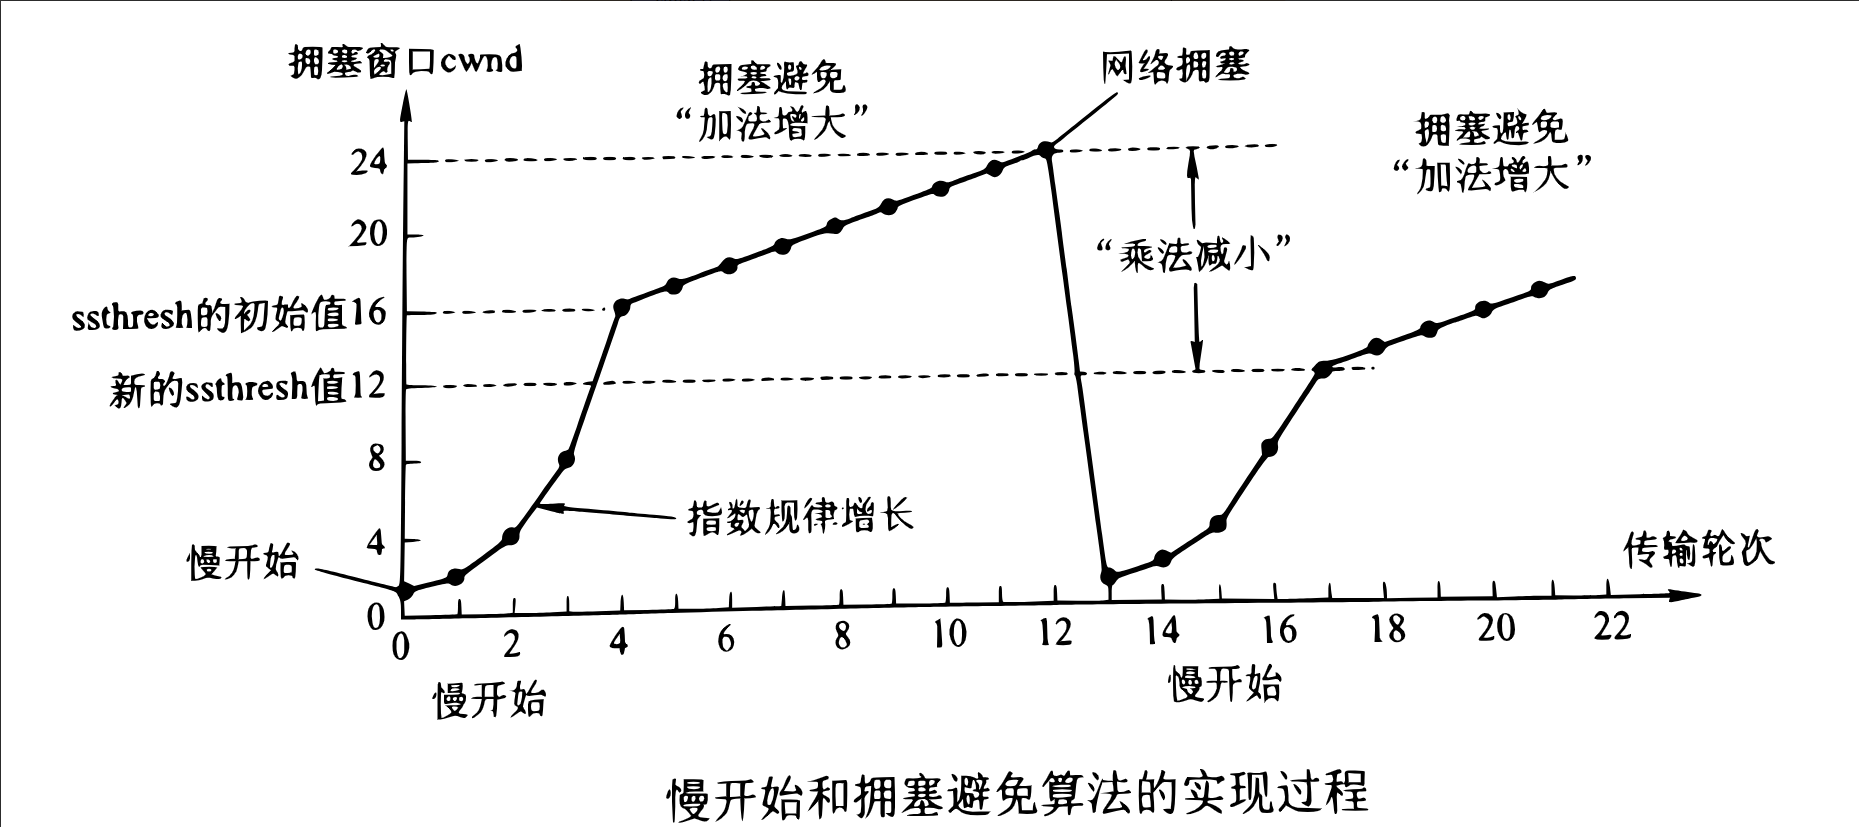 拥塞窗口cwnd
拥塞避免
“加法增大”
网络拥塞
拥塞避免
“加法增大”
24
20
“乘法减小”
ssthresh的初始值16
新的ssthresh值12
8
指数规律增长
4
慢开始
传输轮次
0
0 2 4 6 8 10 12 14 16 18 20 22
慢开始
慢开始
慢开始和拥塞避免算法的实现过程